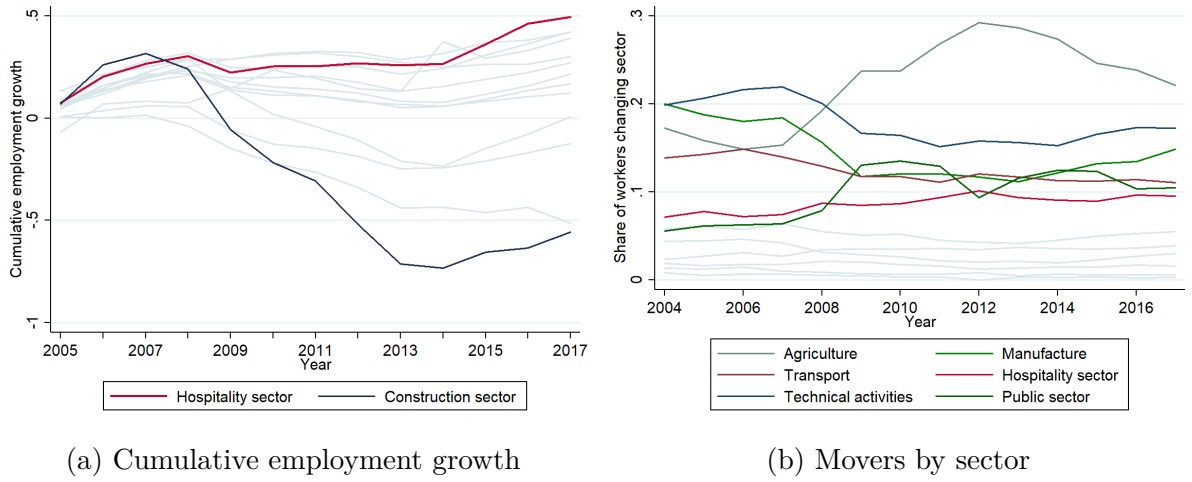 Cumulative employment growth
.5
0
-.5
-1
2005 2007 2009 2011 2013 2015 2017
Year
Hospitality sector Construction sector
(a) Cumulative employment growth
Share of workers changing sector
.3
.2
.1
0
2004 2006 2008 2010 2012 2014 2016
Year
Agriculture Manufacture
Transport Hospitality sector
Technical activities Public sector
(b) Movers by sector